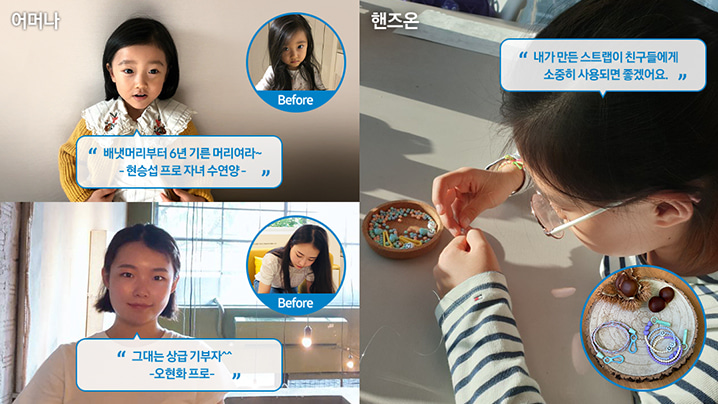 어머나
Before
“ 배냇머리부터 6년 기른 머리여라~
- 현승섭 프로 자녀 수연양 - ”
Before
“ 그대는 상급 기부자^^
-오현화 프로- ”
핸즈온
“ 내가 만든 스트랩이 친구들에게
소중히 사용되면 좋겠어요. ”